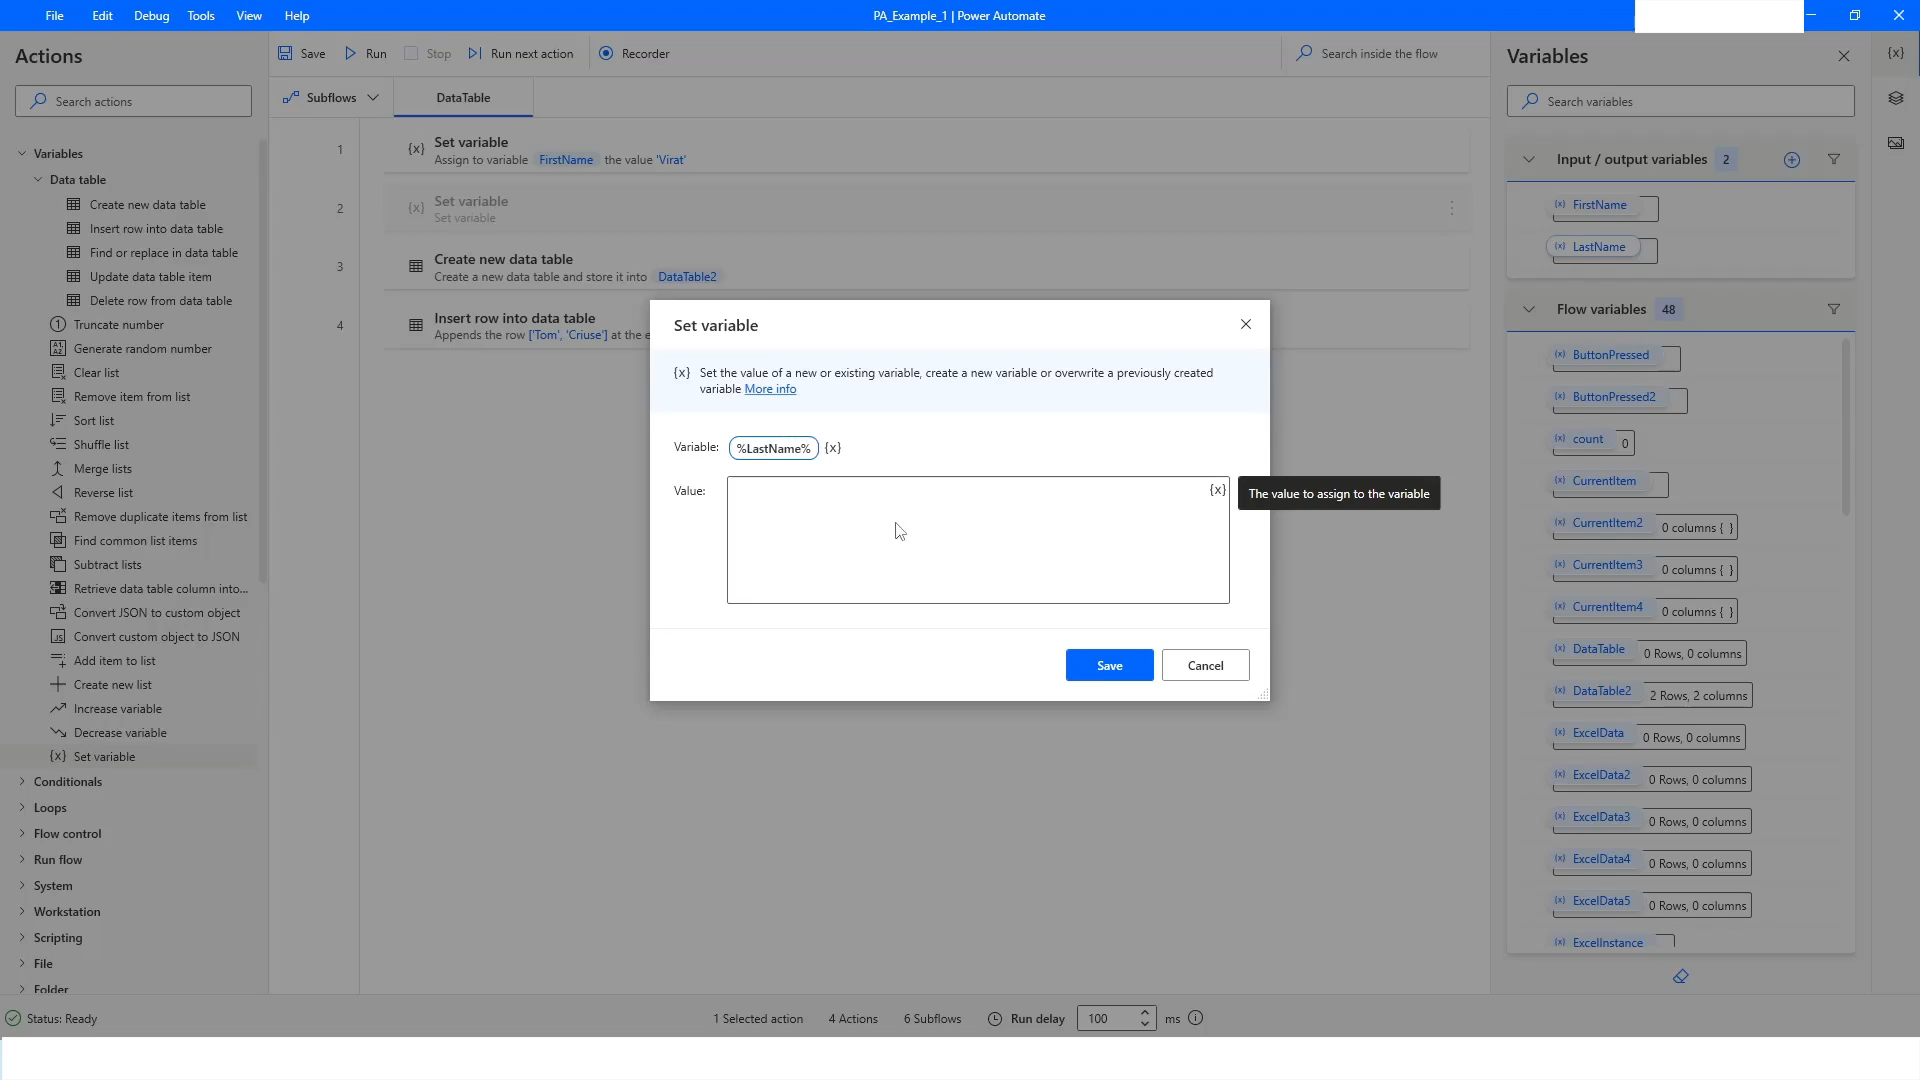 File Edit Debug Tools View Help
PA_Example_1 | Power Automate
Actions
Search actions
Variables
Data table
Create new data table
Insert row into data table
Find or replace in data table
Update data table item
Delete row from data table
Truncate number
Generate random number
Clear list
Remove item from list
Sort list
Shuffle list
Merge lists
Reverse list
Remove duplicate items from list
Find common list items
Subtract lists
Retrieve data table column into...
Convert JSON to custom object
Convert custom object to JSON
Add item to list
Create new list
Increase variable
Decrease variable
{x} Set variable
Conditionals
Loops
Flow control
Run flow
System
Workstation
Scripting
File
Folder
Save Run Stop Run next action Recorder
Search inside the flow
Subflows DataTable
1 {x} Set variable
Assign to variable FirstName the value 'Virat'
2 {x} Set variable
Set variable
3 Create new data table
Create a new data table and store it into DataTable2
4 Insert row into data table
Appends the row ['Tom', 'Criuse'] at the e
Set variable
{x} Set the value of a new or existing variable, create a new variable or overwrite a previously created
variable More info
Variable: %LastName% {x}
Value: {x}
The value to assign to the variable
Save Cancel
Variables
{x}
Search variables
Input / output variables 2
(x) FirstName
(x) LastName
Flow variables 48
(x) ButtonPressed
(x) ButtonPressed2
(x) count 0
(x) CurrentItem
(x) CurrentItem2 0 columns { }
(x) CurrentItem3 0 columns { }
(x) CurrentItem4 0 columns { }
(x) DataTable 0 Rows, 0 columns
(x) DataTable2 2 Rows, 2 columns
(x) ExcelData 0 Rows, 0 columns
(x) ExcelData2 0 Rows, 0 columns
(x) ExcelData3 0 Rows, 0 columns
(x) ExcelData4 0 Rows, 0 columns
(x) ExcelData5 0 Rows, 0 columns
(x) ExcelInstance
Status: Ready
1 Selected action 4 Actions 6 Subflows Run delay 100 ms